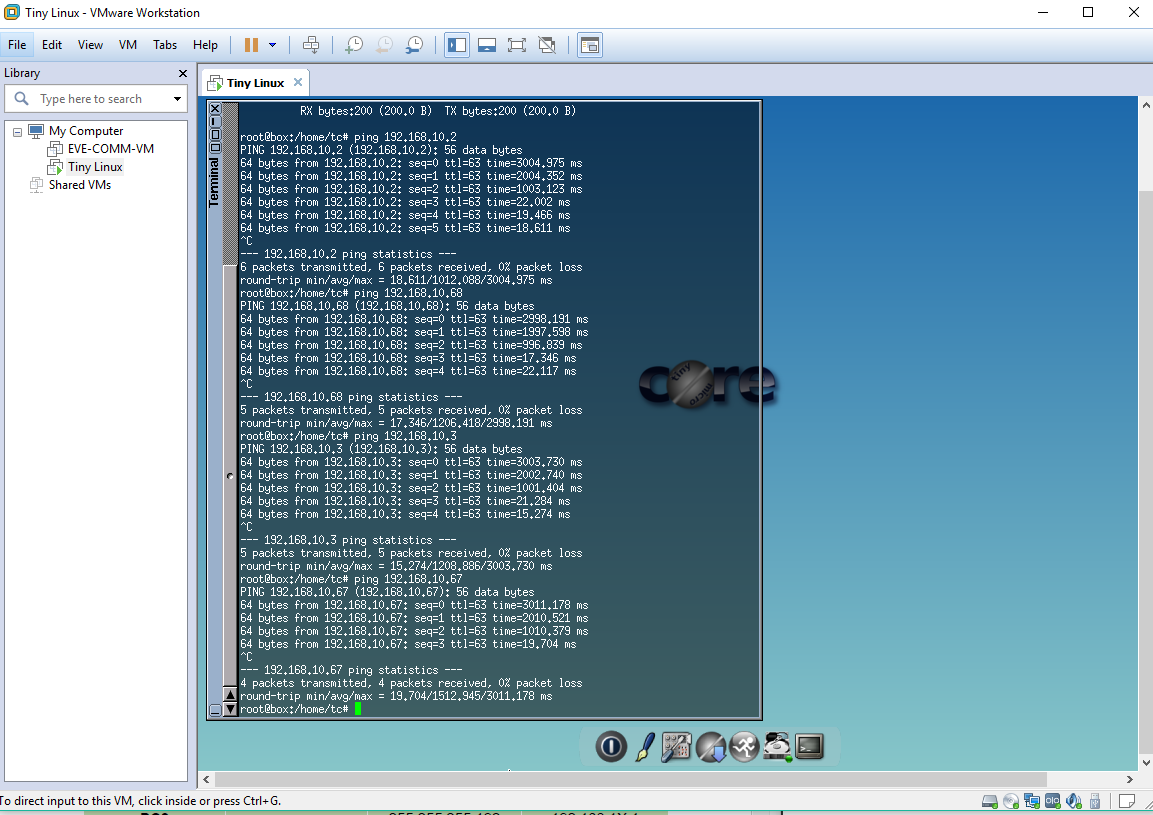 Tiny Linux - VMware Workstation
File Edit View VM Tabs Help
Library
Type here to search
My Computer
EVE-COMM-VM
Tiny Linux
Shared VMs
Tiny Linux
Terminal
RX bytes:200 (200.0 B) TX bytes:200 (200.0 B)
root@box:/home/tc# ping 192.168.10.2
PING 192.168.10.2 (192.168.10.2): 56 data bytes
64 bytes from 192.168.10.2: seq=0 ttl=63 time=3004.975 ms
64 bytes from 192.168.10.2: seq=1 ttl=63 time=2004.352 ms
64 bytes from 192.168.10.2: seq=2 ttl=63 time=1003.123 ms
64 bytes from 192.168.10.2: seq=3 ttl=63 time=22.002 ms
64 bytes from 192.168.10.2: seq=4 ttl=63 time=19.466 ms
64 bytes from 192.168.10.2: seq=5 ttl=63 time=18.611 ms
^C
--- 192.168.10.2 ping statistics ---
6 packets transmitted, 6 packets received, 0% packet loss
round-trip min/avg/max = 18.611/1012.088/3004.975 ms
root@box:/home/tc# ping 192.168.10.68
PING 192.168.10.68 (192.168.10.68): 56 data bytes
64 bytes from 192.168.10.68: seq=0 ttl=63 time=2998.191 ms
64 bytes from 192.168.10.68: seq=1 ttl=63 time=1997.598 ms
64 bytes from 192.168.10.68: seq=2 ttl=63 time=996.839 ms
64 bytes from 192.168.10.68: seq=3 ttl=63 time=17.346 ms
64 bytes from 192.168.10.68: seq=4 ttl=63 time=22.117 ms
^C
--- 192.168.10.68 ping statistics ---
5 packets transmitted, 5 packets received, 0% packet loss
round-trip min/avg/max = 17.346/1206.418/2998.191 ms
root@box:/home/tc# ping 192.168.10.3
PING 192.168.10.3 (192.168.10.3): 56 data bytes
64 bytes from 192.168.10.3: seq=0 ttl=63 time=3003.730 ms
64 bytes from 192.168.10.3: seq=1 ttl=63 time=2002.740 ms
64 bytes from 192.168.10.3: seq=2 ttl=63 time=1001.404 ms
64 bytes from 192.168.10.3: seq=3 ttl=63 time=21.284 ms
64 bytes from 192.168.10.3: seq=4 ttl=63 time=15.274 ms
^C
--- 192.168.10.3 ping statistics ---
5 packets transmitted, 5 packets received, 0% packet loss
round-trip min/avg/max = 15.274/1208.886/3003.730 ms
root@box:/home/tc# ping 192.168.10.67
PING 192.168.10.67 (192.168.10.67): 56 data bytes
64 bytes from 192.168.10.67: seq=0 ttl=63 time=3011.178 ms
64 bytes from 192.168.10.67: seq=1 ttl=63 time=2010.521 ms
64 bytes from 192.168.10.67: seq=2 ttl=63 time=1010.379 ms
64 bytes from 192.168.10.67: seq=3 ttl=63 time=19.704 ms
^C
--- 192.168.10.67 ping statistics ---
4 packets transmitted, 4 packets received, 0% packet loss
round-trip min/avg/max = 19.704/1512.945/3011.178 ms
root@box:/home/tc#
core
tiny
micro
To direct input to this VM, click inside or press Ctrl+G.